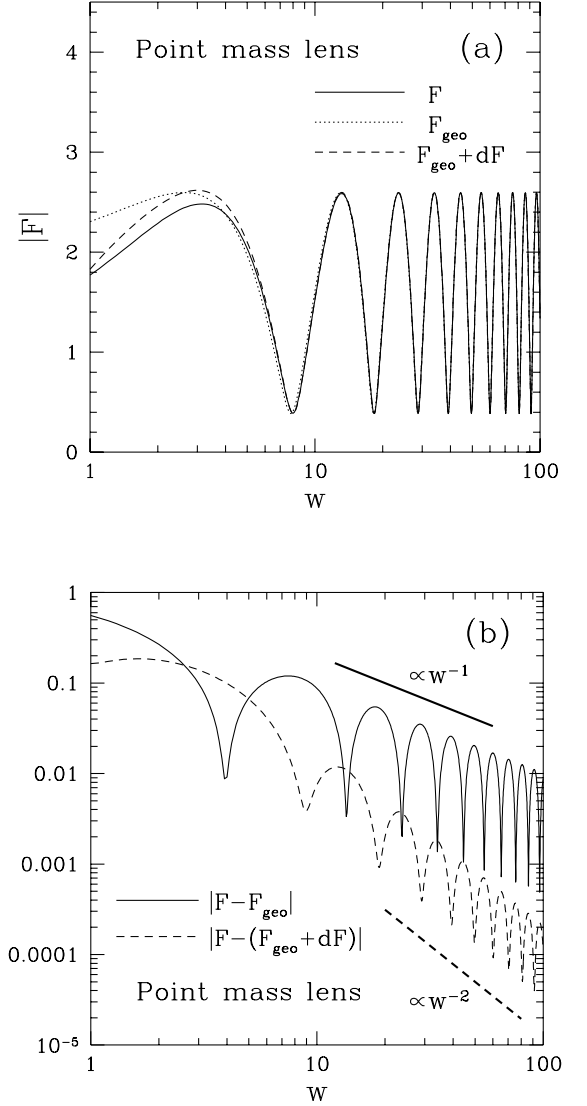 Point mass lens (a)
F
F_geo
F_geo+dF
|F|
4
3
2
1
0
1 10 100
w
(b)
∝w^-1
1
0.1
0.01
0.001
0.0001
10^-5
|F-F_geo|
|F-(F_geo+dF)|
Point mass lens
∝w^-2
1 10 100
w